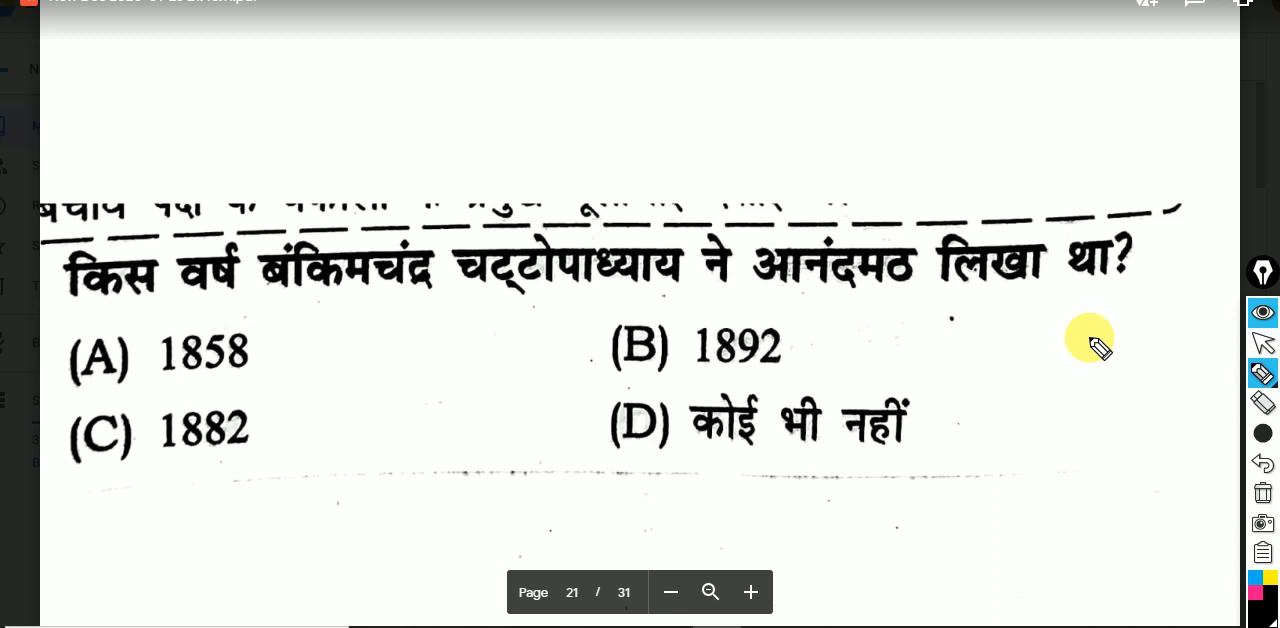 किस वर्ष बंकिमचंद्र चट्टोपाध्याय ने आनंदमठ लिखा था?
(A) 1858 (B) 1892
(C) 1882 (D) कोई भी नहीं
Page 21 / 31